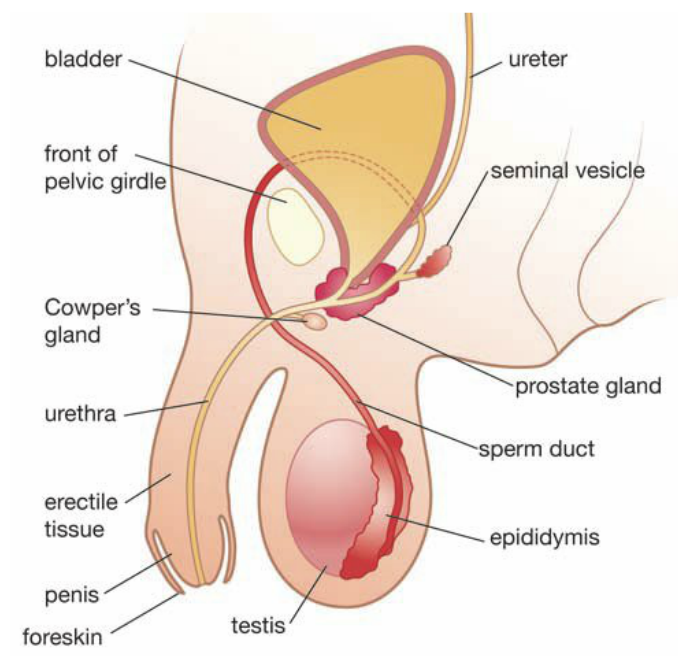 bladder
ureter
front of
pelvic girdle
seminal vesicle
Cowper's
gland
prostate gland
urethra
sperm duct
erectile
tissue
epididymis
penis
testis
foreskin